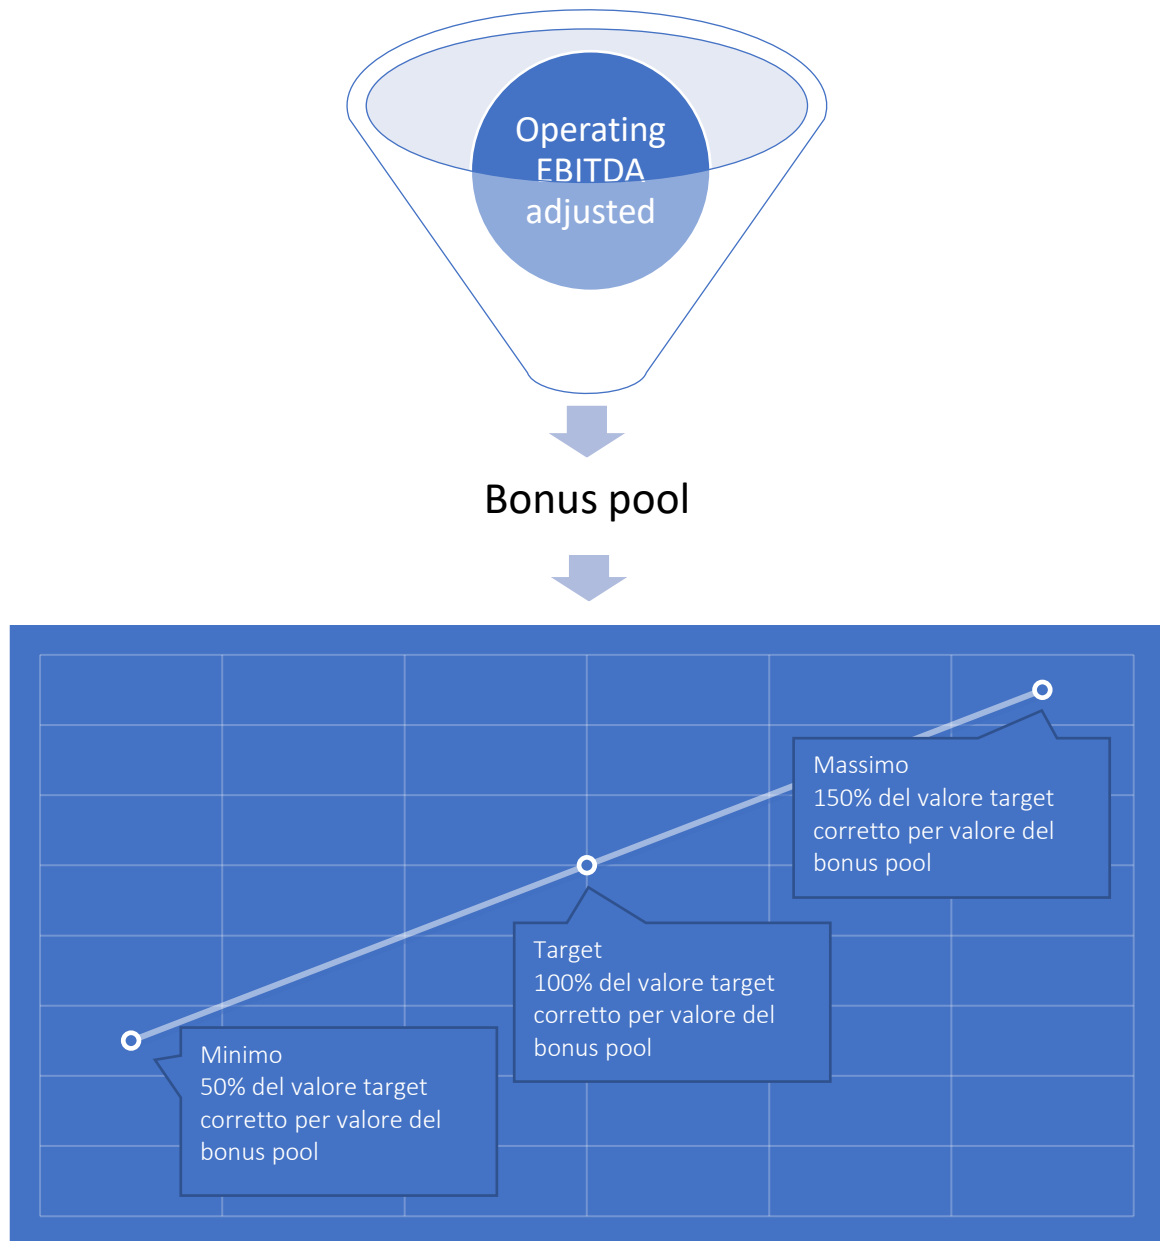 Operating
EBITDA
adjusted
Bonus pool
Massimo
150% del valore target
corretto per valore del
bonus pool
Target
100% del valore target
corretto per valore del
bonus pool
Minimo
50% del valore target
corretto per valore del
bonus pool